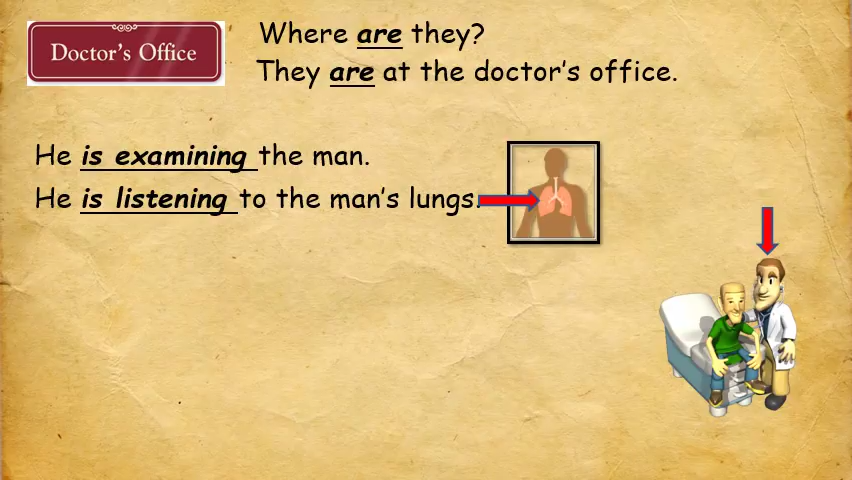 Doctor's Office
Where are they?
They are at the doctor's office.
He is examining the man.
He is listening to the man's lungs.